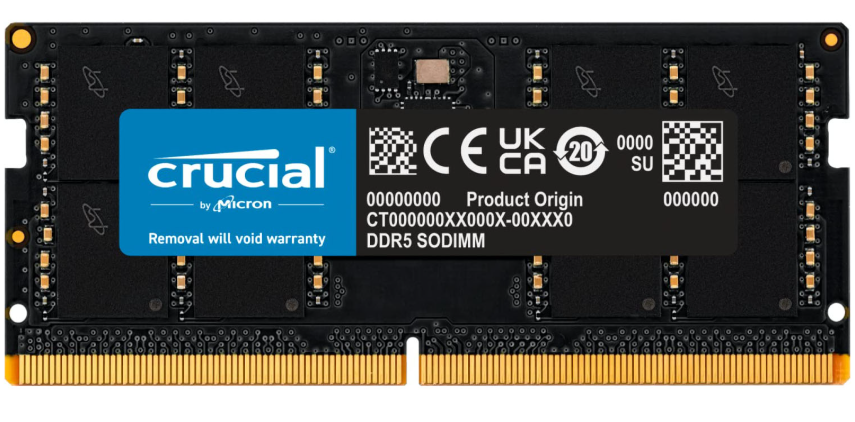 crucial®
by Micron
Removal will void warranty
CE UK CA 20 0000 SU
00000000 Product Origin 000000
CT000000XX000X-00XXX0
DDR5 SODIMM